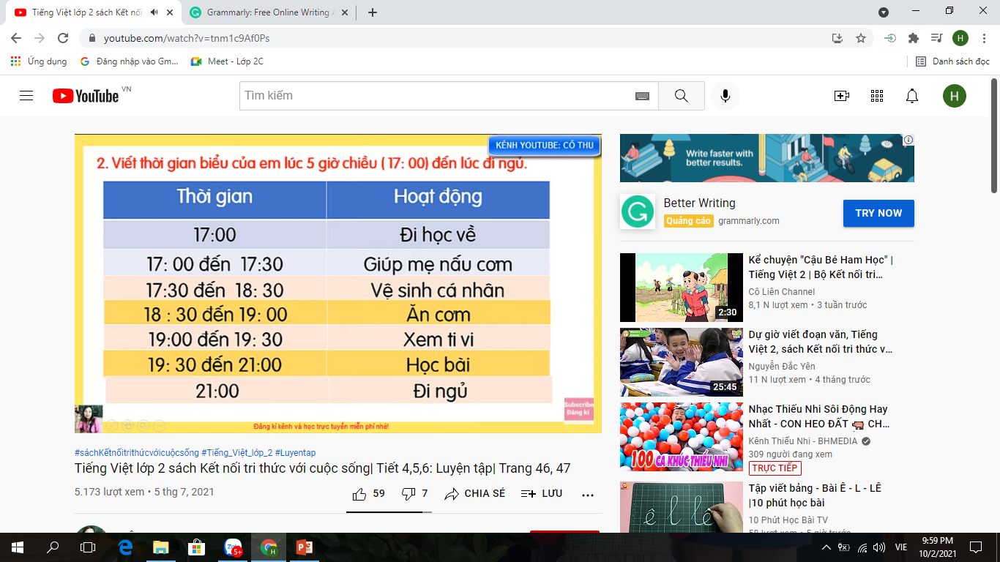 Tiếng Việt lớp 2 sách Kết nối
Grammarly: Free Online Writing A
youtube.com/watch?v=tnm1c9Af0Ps
H
Ứng dụng
Đăng nhập vào Gm...
Meet - Lớp 2C
Danh sách đọc
YouTube VN
Tìm kiếm
H
KÊNH YOUTUBE: CÔ THU
2. Viết thời gian biểu của em lúc 5 giờ chiều ( 17: 00) đến lúc đi ngủ.
Thời gian Hoạt động
17:00 Đi học về
17: 00 đến 17:30 Giúp mẹ nấu cơm
17:30 đến 18: 30 Vệ sinh cá nhân
18 : 30 đến 19: 00 Ăn cơm
19:00 đến 19: 30 Xem ti vi
19: 30 đến 21:00 Học bài
21:00 Đi ngủ
Subscribe
Đăng kí
Đăng kí kênh và học trực tuyến miễn phí nhé!
#sáchKếtnốitrithứcvớicuộcsống #Tiếng_Việt_lớp_2 #Luyentap
Tiếng Việt lớp 2 sách Kết nối tri thức với cuộc sống| Tiết 4,5,6: Luyện tập| Trang 46, 47
5.173 lượt xem • 5 thg 7, 2021
59 7 CHIA SẺ LƯU
Write faster with
better results.
Better Writing
Quảng cáo grammarly.com
TRY NOW
Kể chuyện "Cậu Bé Ham Học" |
Tiếng Việt 2 | Bộ Kết nối tri...
Cô Liên Channel
8,1 N lượt xem • 3 tuần trước
2:30
Dự giờ viết đoạn văn, Tiếng
Việt 2, sách Kết nối tri thức v...
Nguyễn Đắc Yên
11 N lượt xem • 4 tháng trước
25:45
Nhạc Thiếu Nhi Sôi Động Hay
Nhất - CON HEO ĐẤT 🐖 CH...
Kênh Thiếu Nhi - BHMEDIA
309 người đang xem
TRỰC TIẾP
100 CA KHÚC THIẾU NHI
Tập viết bảng - Bài Ê - L - LÊ
|10 phút học bài
10 Phút Học Bài TV
58 lượt xem • 5 giờ trước
ê l lê
Zalo
5+
VIE
9:59 PM
10/2/2021